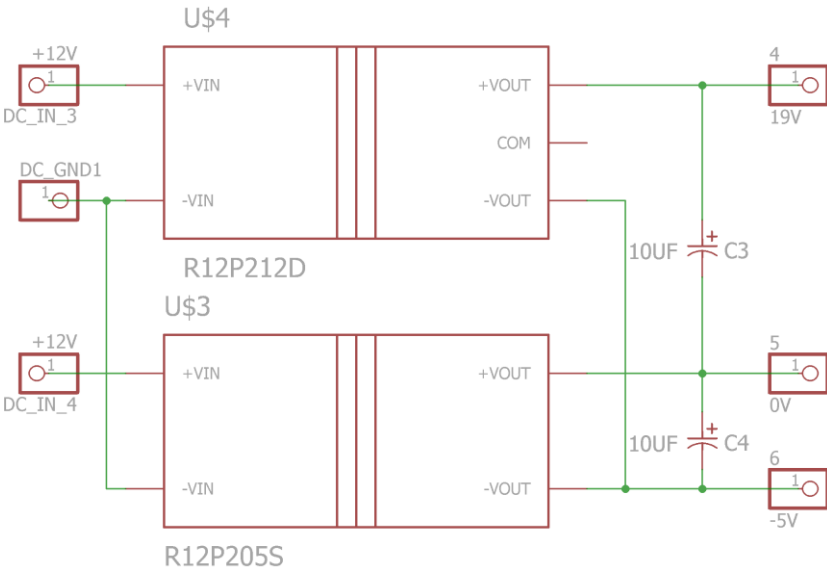 U$4
+12V
1
DC_IN_3
+VIN
+VOUT
4
1
19V
COM
DC_GND1
1
-VIN
-VOUT
R12P212D
10UF
+
C3
U$3
+12V
1
DC_IN_4
+VIN
+VOUT
5
1
0V
10UF
+
C4
-VIN
-VOUT
6
1
-5V
R12P205S